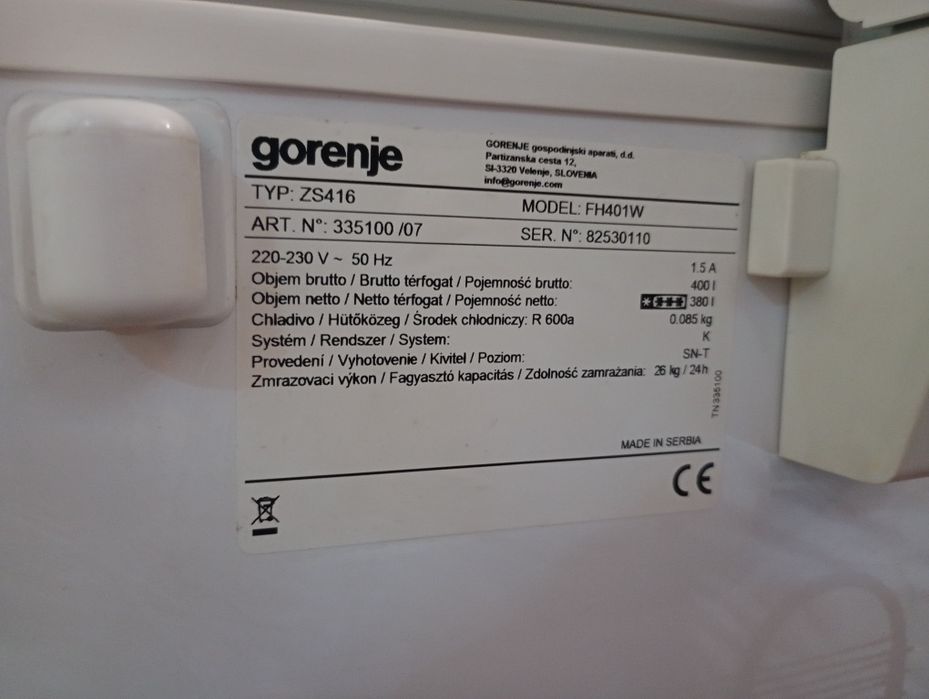 gorenje
GORENJE gospodinjski aparati, d.d.
Partizanska cesta 12,
SI-3320 Velenje, SLOVENIA
info@gorenje.com
TYP: ZS416
MODEL: FH401W
ART. N°: 335100 /07
SER. N°: 82530110
220-230 V ~ 50 Hz 1.5 A
Objem brutto / Brutto térfogat / Pojemność brutto: 400 l
Objem netto / Netto térfogat / Pojemność netto: 380 l
Chladivo / Hűtőközeg / Środek chłodniczy: R 600a 0.085 kg
Systém / Rendszer / System: K
Provedení / Vyhotovenie / Kivitel / Poziom: SN-T
Zmrazovaci výkon / Fagyasztó kapacitás / Zdolność zamrażania: 26 kg / 24h
TN 335100
MADE IN SERBIA
CE